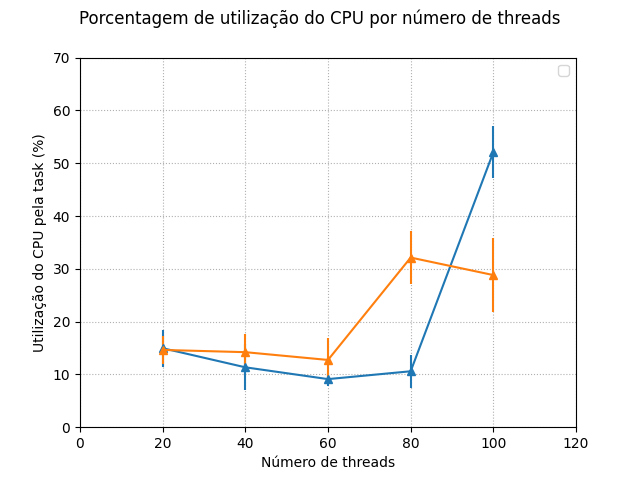 Porcentagem de utilização do CPU por número de threads
70
60
50
40
30
20
10
0
Utilização do CPU pela task (%)
0 20 40 60 80 100 120
Número de threads